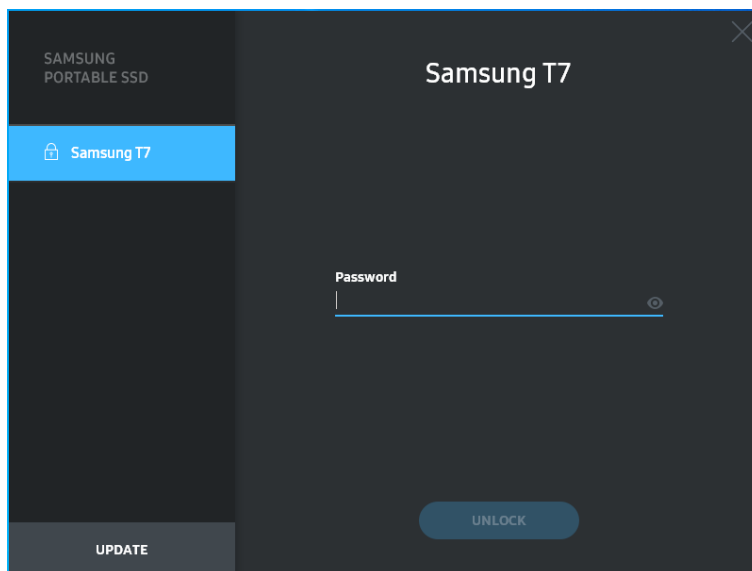 SAMSUNG
PORTABLE SSD
Samsung T7
Samsung T7
Password
UNLOCK
UPDATE